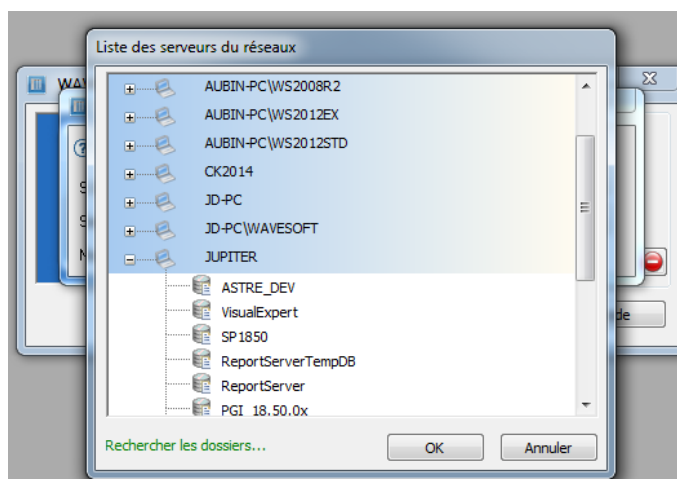 Liste des serveurs du réseaux
AUBIN-PC\WS2008R2
AUBIN-PC\WS2012EX
AUBIN-PC\WS2012STD
CK2014
JD-PC
JD-PC\WAVESOFT
JUPITER
ASTRE_DEV
VisualExpert
SP1850
ReportServerTempDB
ReportServer
PGI_18.50.0x
Rechercher les dossiers...
OK
Annuler